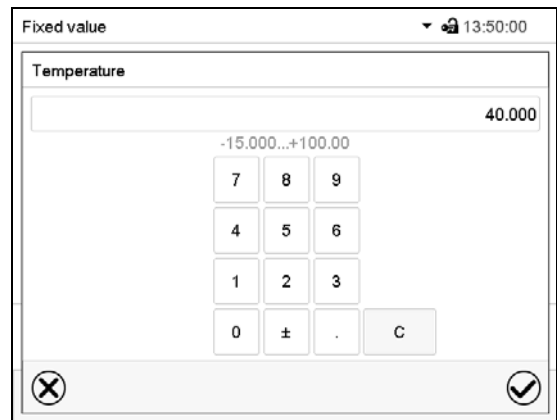 Fixed value 13:50:00
Temperature
40.000
-15.000...+100.00
7 8 9
4 5 6
1 2 3
0 ± . C